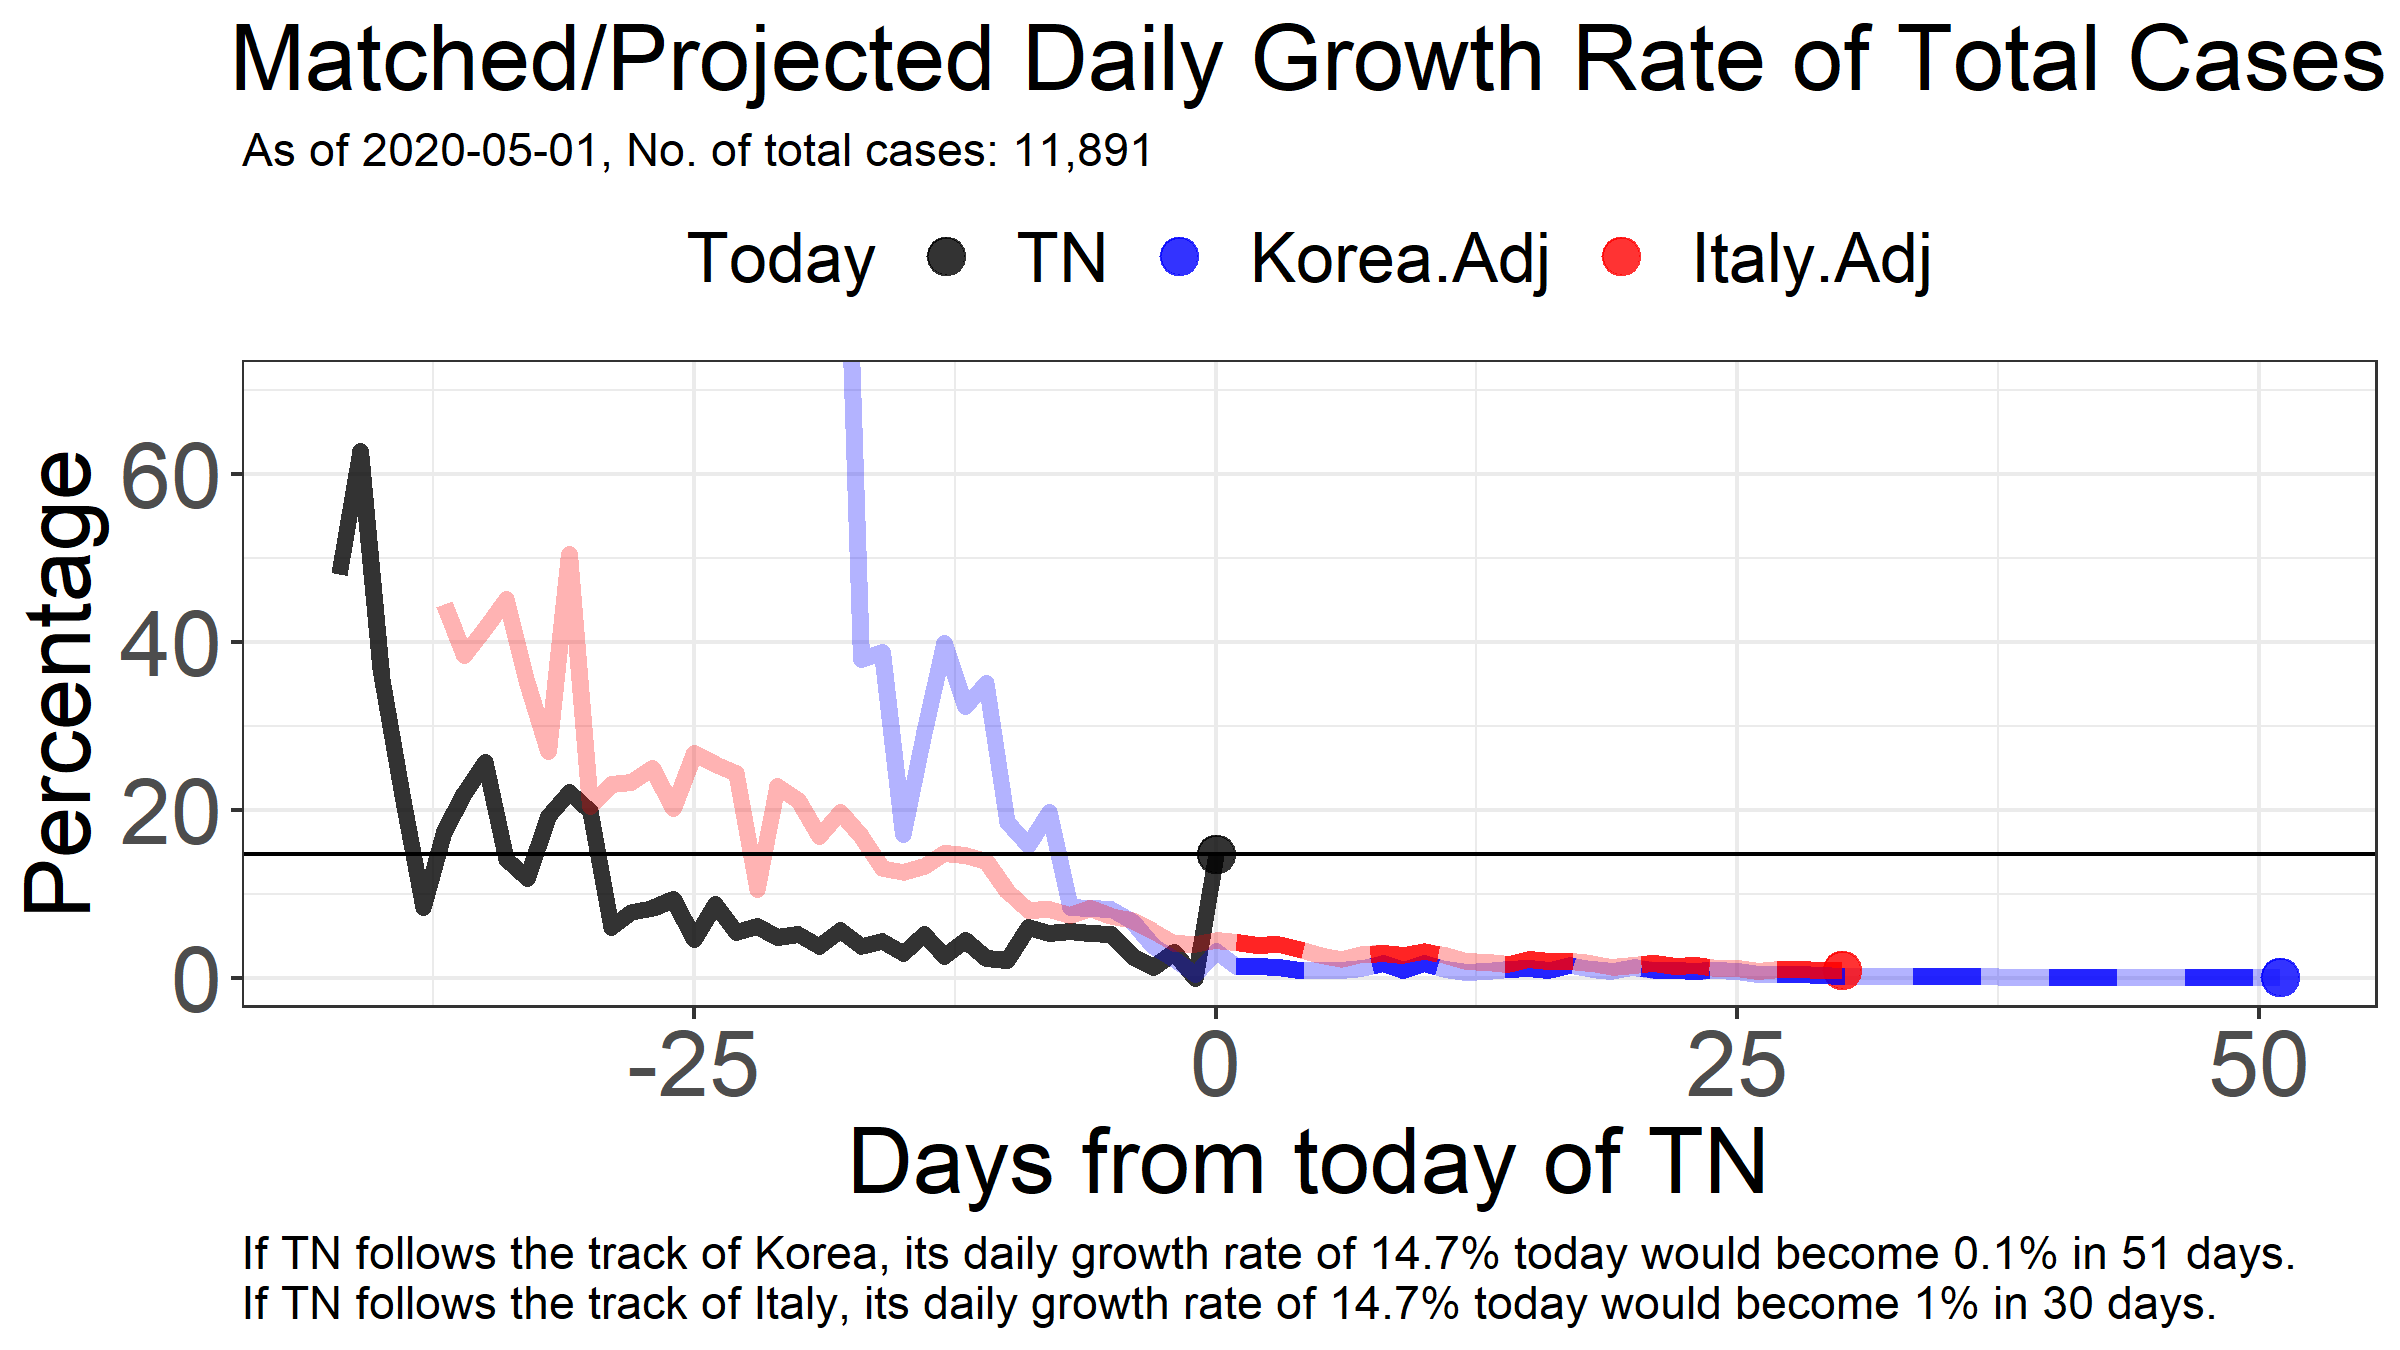 Matched/Projected Daily Growth Rate of Total Cases
As of 2020-05-01, No. of total cases: 11,891
Today TN Korea.Adj Italy.Adj
Percentage
60
40
20
0
-25 0 25 50
Days from today of TN
If TN follows the track of Korea, its daily growth rate of 14.7% today would become 0.1% in 51 days.
If TN follows the track of Italy, its daily growth rate of 14.7% today would become 1% in 30 days.